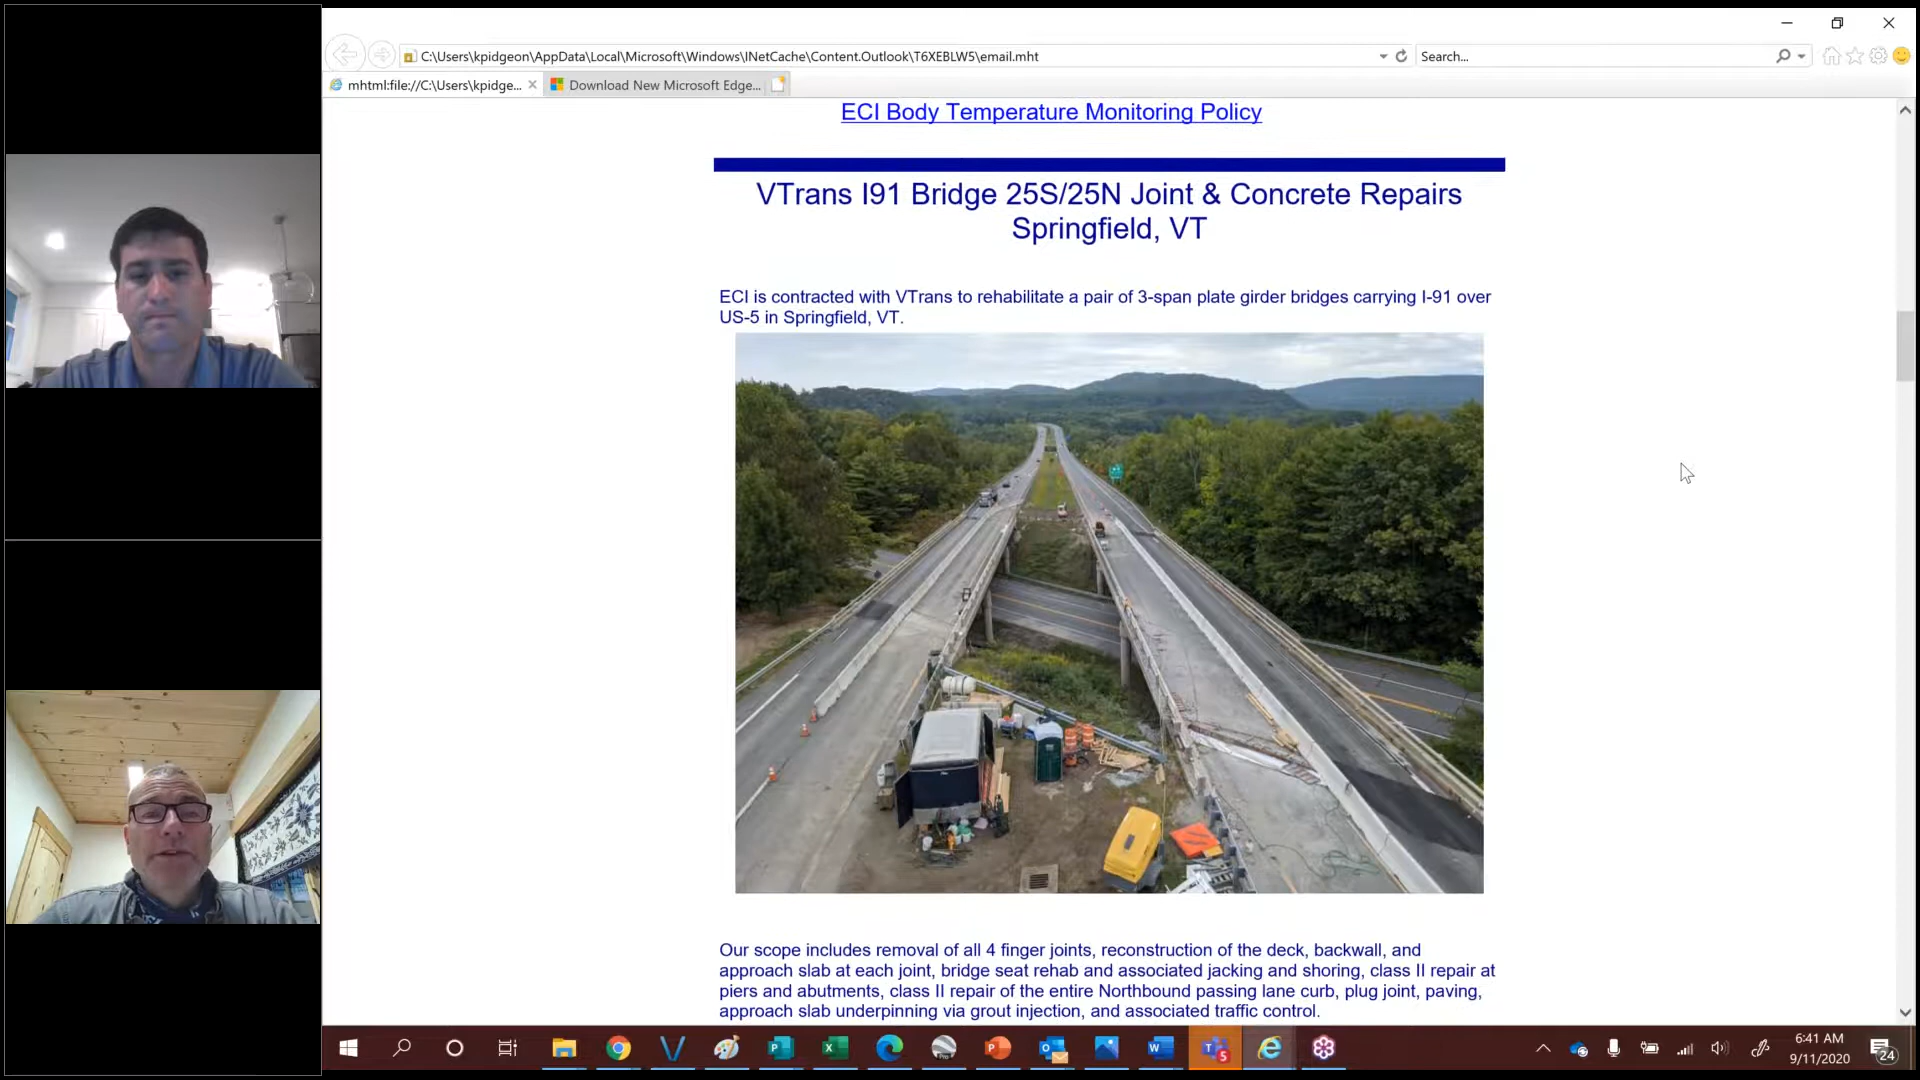 C:\Users\kpidgeon\AppData\Local\Microsoft\Windows\INetCache\Content.Outlook\T6XEBLW5\email.mht
Search...
mhtml:file://C:\Users\kpidge...
Download New Microsoft Edge...
ECI Body Temperature Monitoring Policy
VTrans I91 Bridge 25S/25N Joint & Concrete Repairs
Springfield, VT
ECI is contracted with VTrans to rehabilitate a pair of 3-span plate girder bridges carrying I-91 over
US-5 in Springfield, VT.
Our scope includes removal of all 4 finger joints, reconstruction of the deck, backwall, and
approach slab at each joint, bridge seat rehab and associated jacking and shoring, class II repair at
piers and abutments, class II repair of the entire Northbound passing lane curb, plug joint, paving,
approach slab underpinning via grout injection, and associated traffic control.
6:41 AM
9/11/2020
24